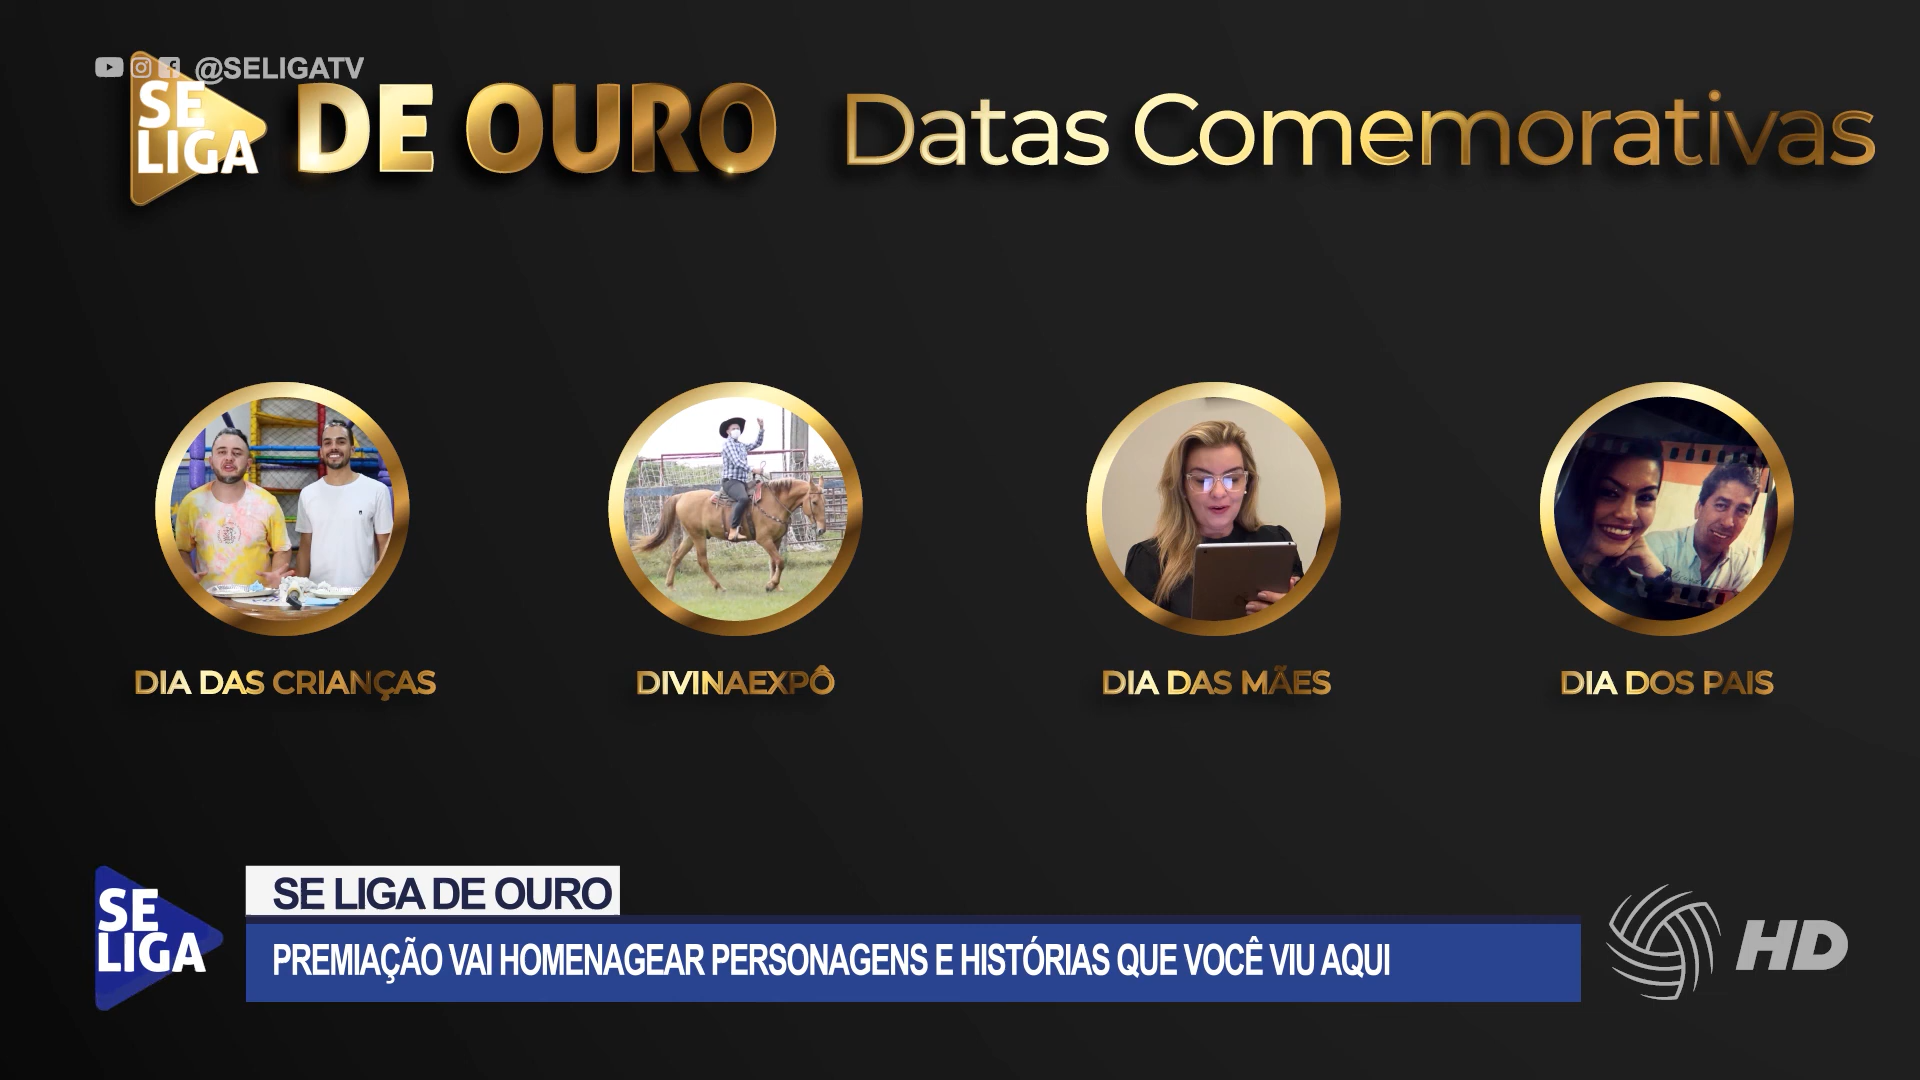 @SELIGATV
SE
LIGA
DE OURO
Datas Comemorativas
DIA DAS CRIANÇAS
DIVINAEXPÔ
DIA DAS MÃES
DIA DOS PAIS
SE
LIGA
SE LIGA DE OURO
PREMIAÇÃO VAI HOMENAGEAR PERSONAGENS E HISTÓRIAS QUE VOCÊ VIU AQUI
HD